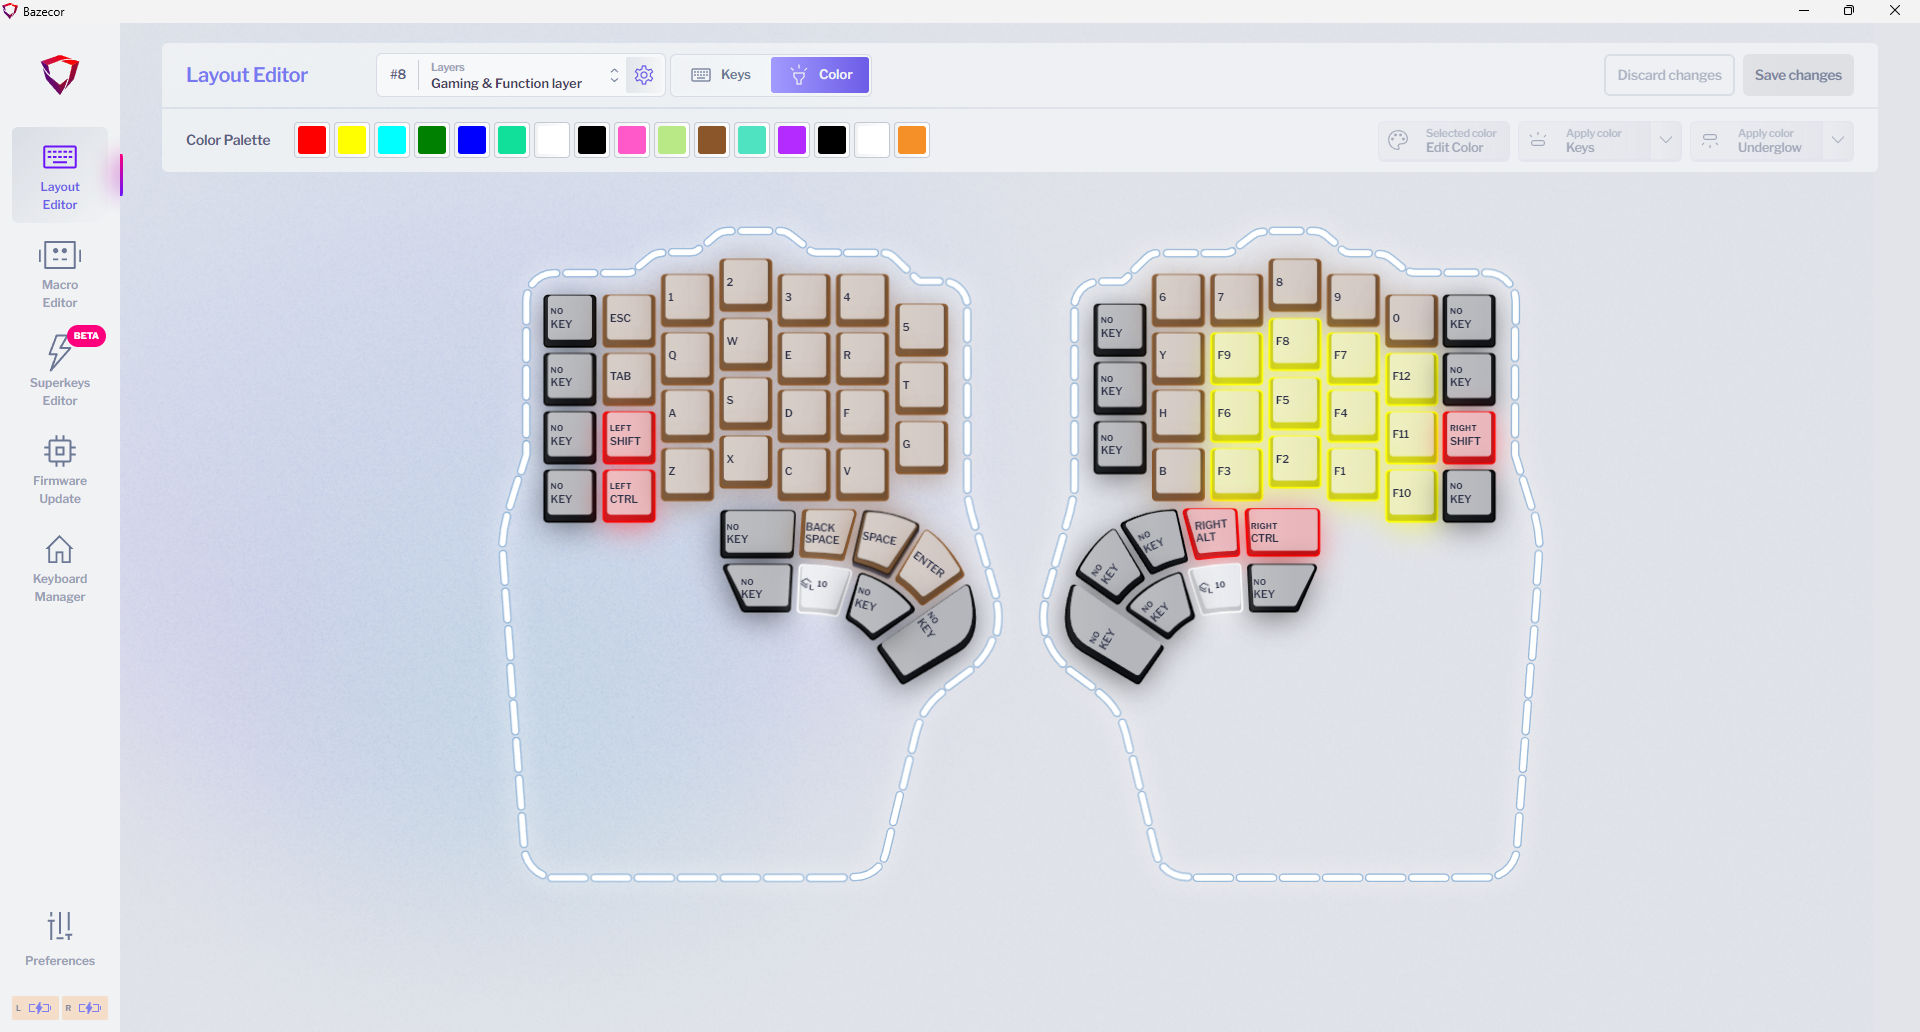 Bazecor
Layout Editor
#8
Layers
Gaming & Function layer
Keys
Color
Discard changes
Save changes
Color Palette
Selected color
Edit Color
Apply color
Keys
Apply color
Underglow
Layout
Editor
Macro
Editor
BETA
Superkeys
Editor
Firmware
Update
Keyboard
Manager
Preferences
L
R
NO
KEY
ESC
1
2
3
4
5
NO
KEY
TAB
Q
W
E
R
T
NO
KEY
LEFT
SHIFT
A
S
D
F
G
NO
KEY
LEFT
CTRL
Z
X
C
V
NO
KEY
BACK
SPACE
SPACE
ENTER
NO
KEY
L 10
NO
KEY
NO
KEY
NO
KEY
6
7
8
9
0
NO
KEY
NO
KEY
Y
F9
F8
F7
F12
NO
KEY
NO
KEY
H
F6
F5
F4
F11
RIGHT
SHIFT
B
F3
F2
F1
F10
NO
KEY
NO
KEY
NO
KEY
RIGHT
ALT
RIGHT
CTRL
NO
KEY
NO
KEY
L 10
NO
KEY